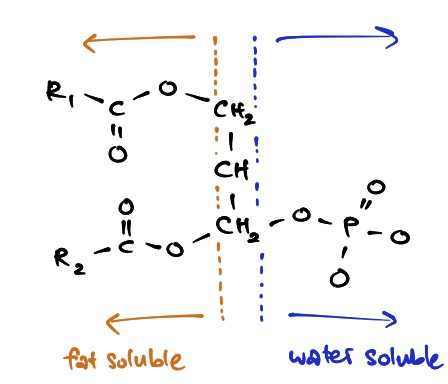 R₁ - C - O - CH₂
‖
O
CH
O
‖
R₂ - C - O - CH₂ - O - P = O
- O
O
fat soluble water soluble